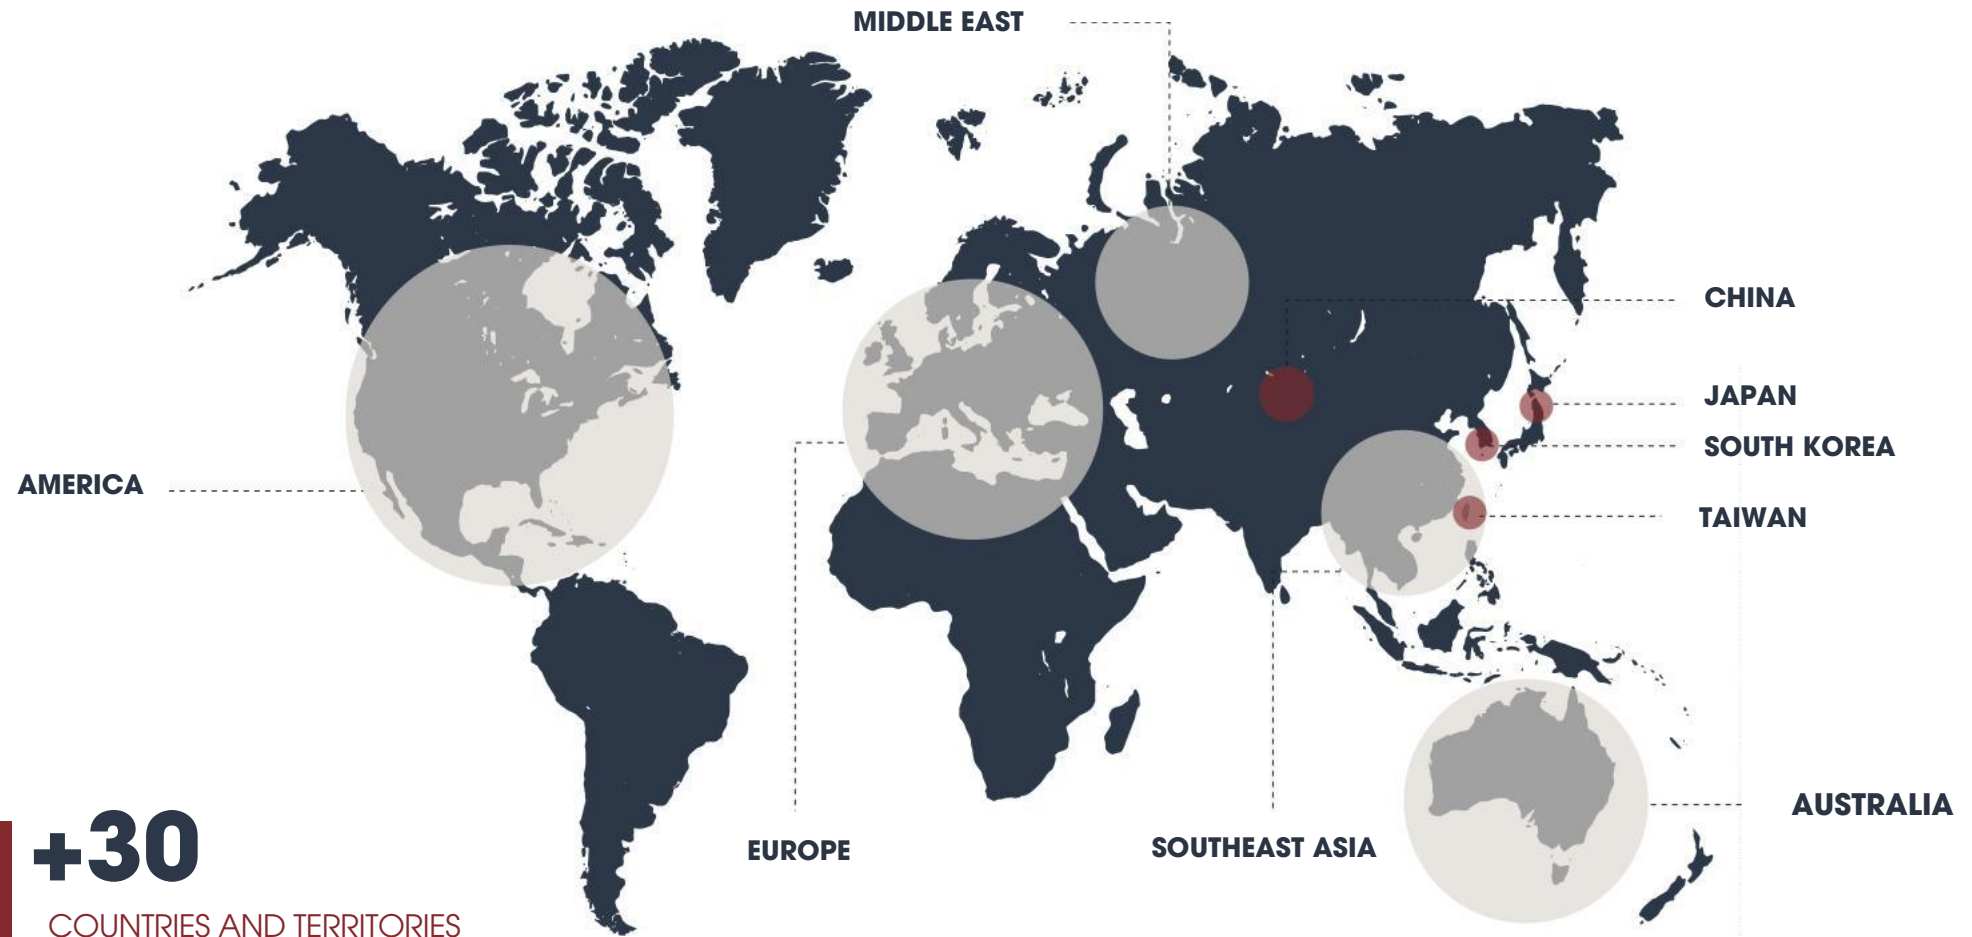 MIDDLE EAST
CHINA
JAPAN
SOUTH KOREA
AMERICA
TAIWAN
AUSTRALIA
EUROPE
SOUTHEAST ASIA
+30
COUNTRIES AND TERRITORIES